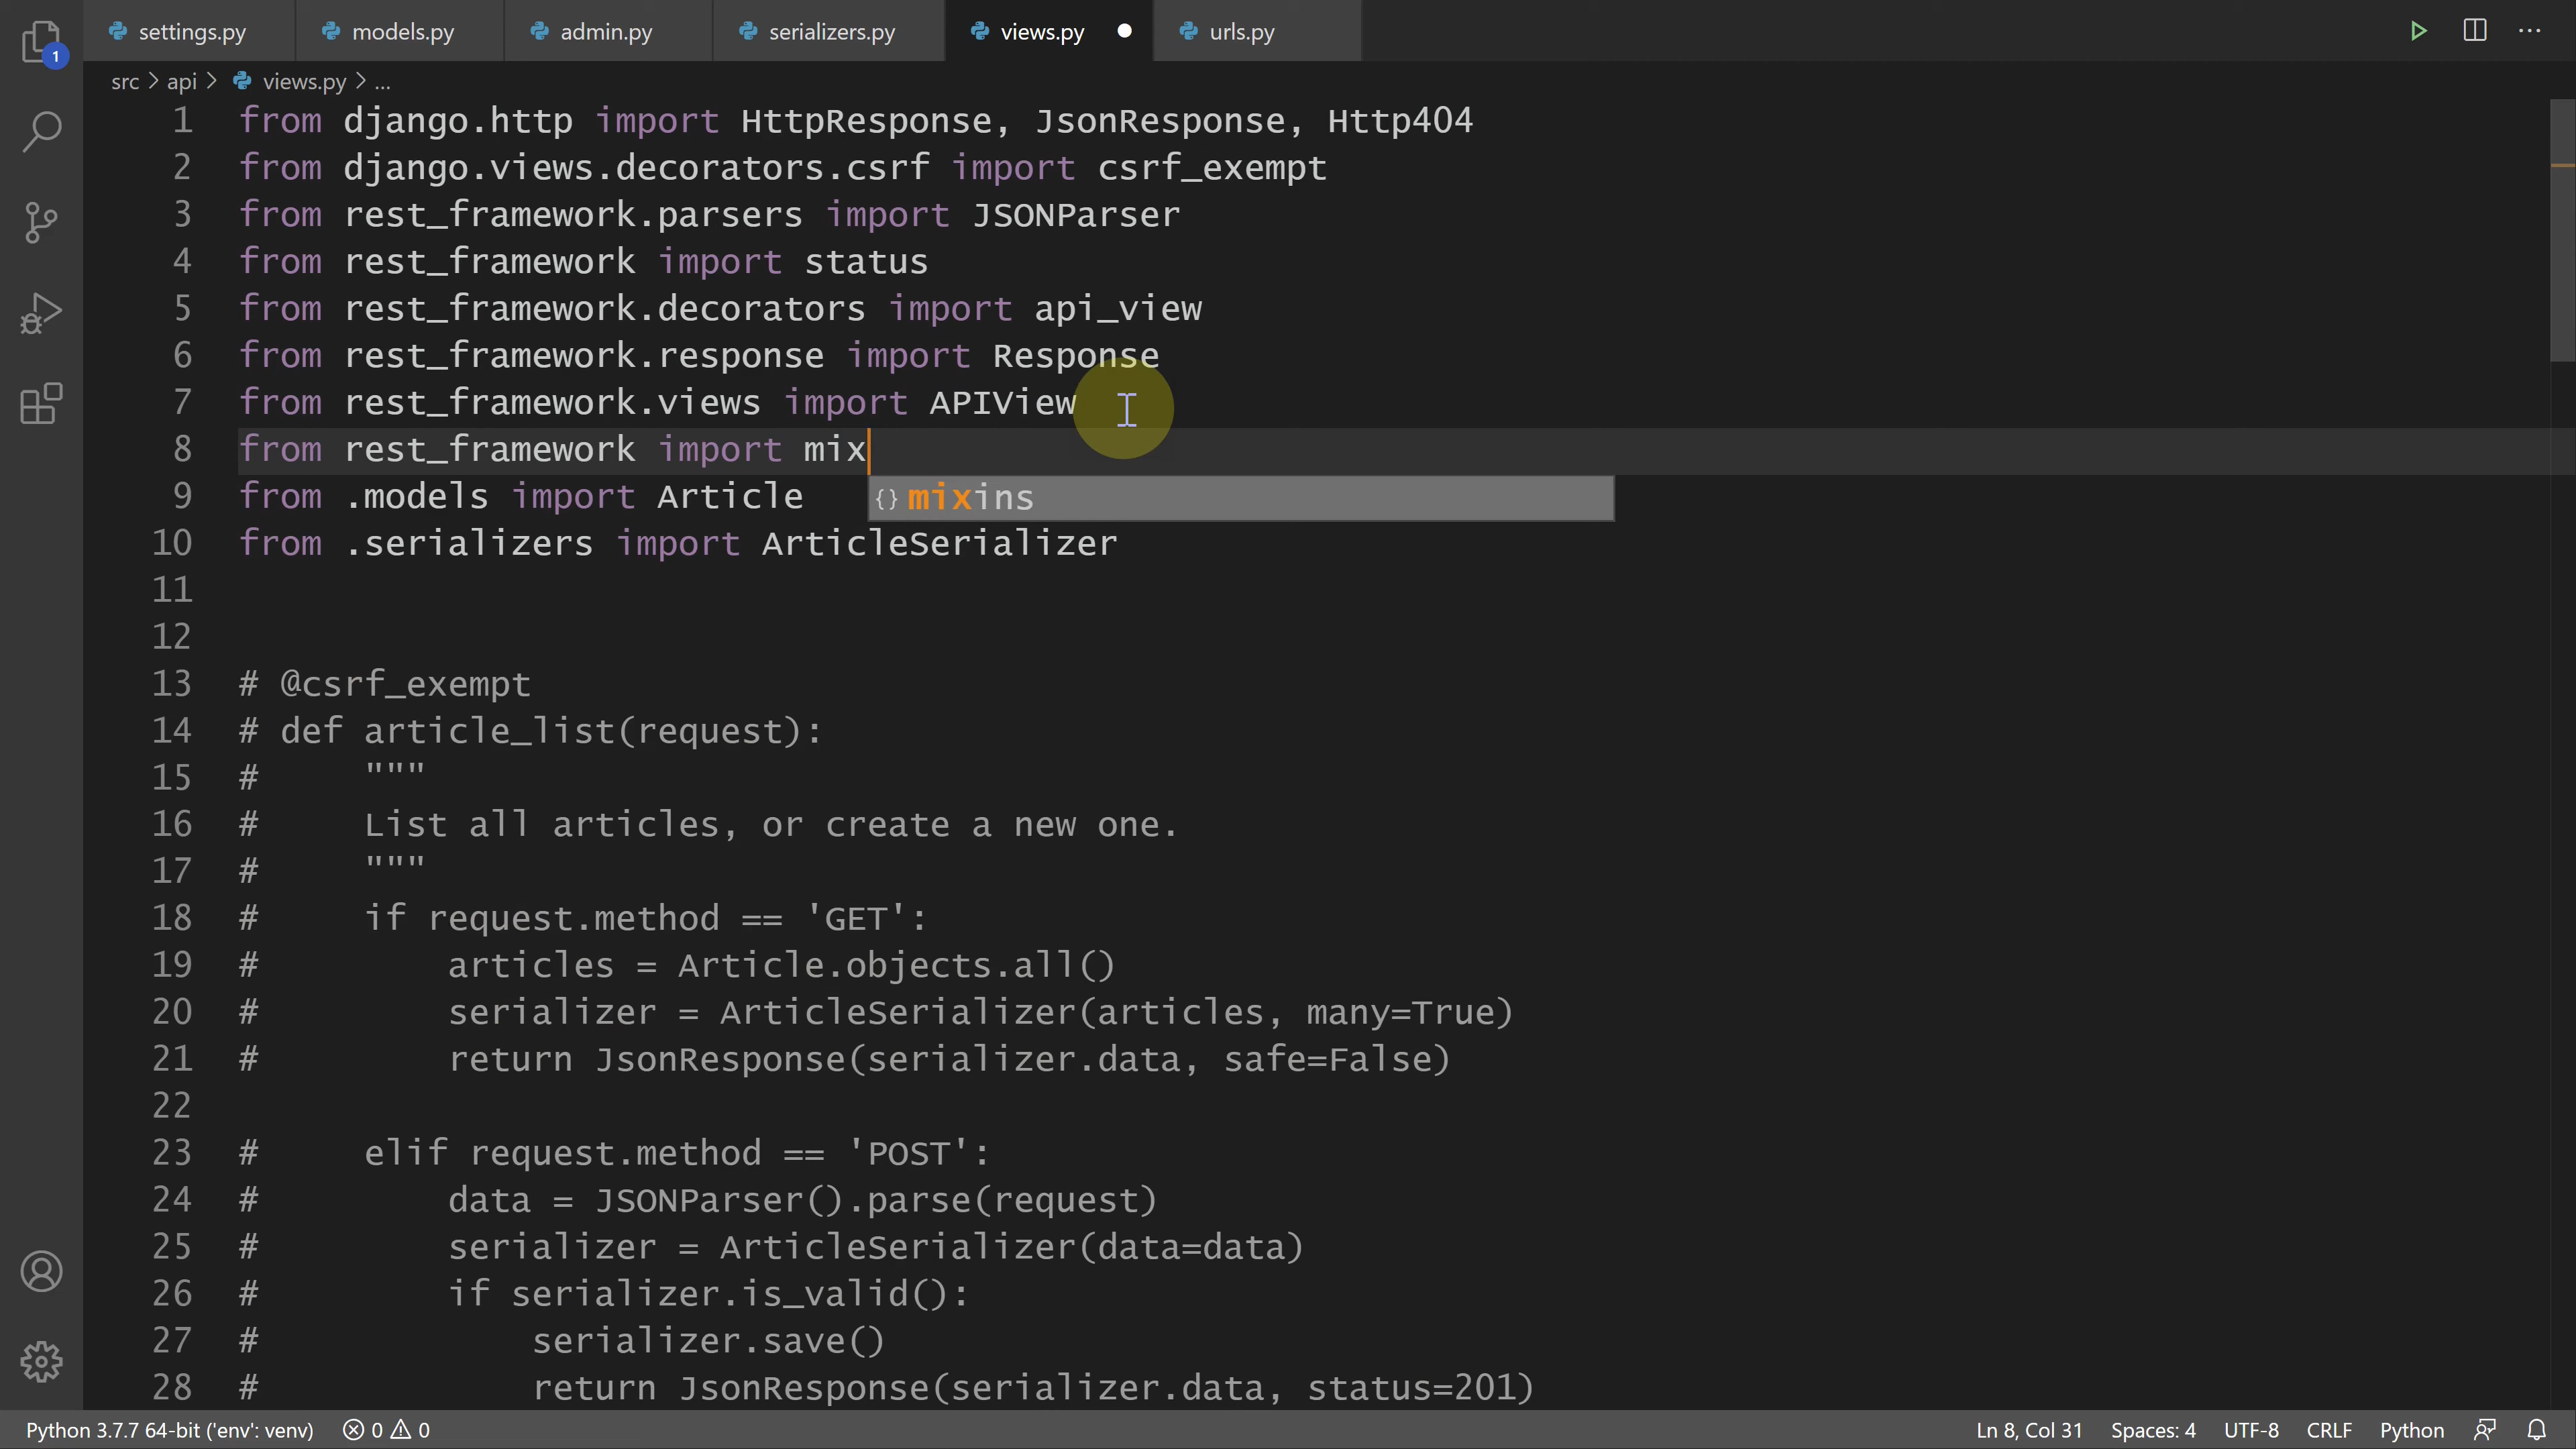 settings.py models.py admin.py serializers.py views.py urls.py
1
src > api > views.py > ...
1 from django.http import HttpResponse, JsonResponse, Http404
2 from django.views.decorators.csrf import csrf_exempt
3 from rest_framework.parsers import JSONParser
4 from rest_framework import status
5 from rest_framework.decorators import api_view
6 from rest_framework.response import Response
7 from rest_framework.views import APIView
8 from rest_framework import mix
9 from .models import Article {} mixins
10 from .serializers import ArticleSerializer
11
12
13 # @csrf_exempt
14 # def article_list(request):
15 #     """
16 #     List all articles, or create a new one.
17 #     """
18 #     if request.method == 'GET':
19 #         articles = Article.objects.all()
20 #         serializer = ArticleSerializer(articles, many=True)
21 #         return JsonResponse(serializer.data, safe=False)
22
23 #     elif request.method == 'POST':
24 #         data = JSONParser().parse(request)
25 #         serializer = ArticleSerializer(data=data)
26 #         if serializer.is_valid():
27 #             serializer.save()
28 #             return JsonResponse(serializer.data, status=201)
Python 3.7.7 64-bit ('env': venv) 0 0 Ln 8, Col 31 Spaces: 4 UTF-8 CRLF Python